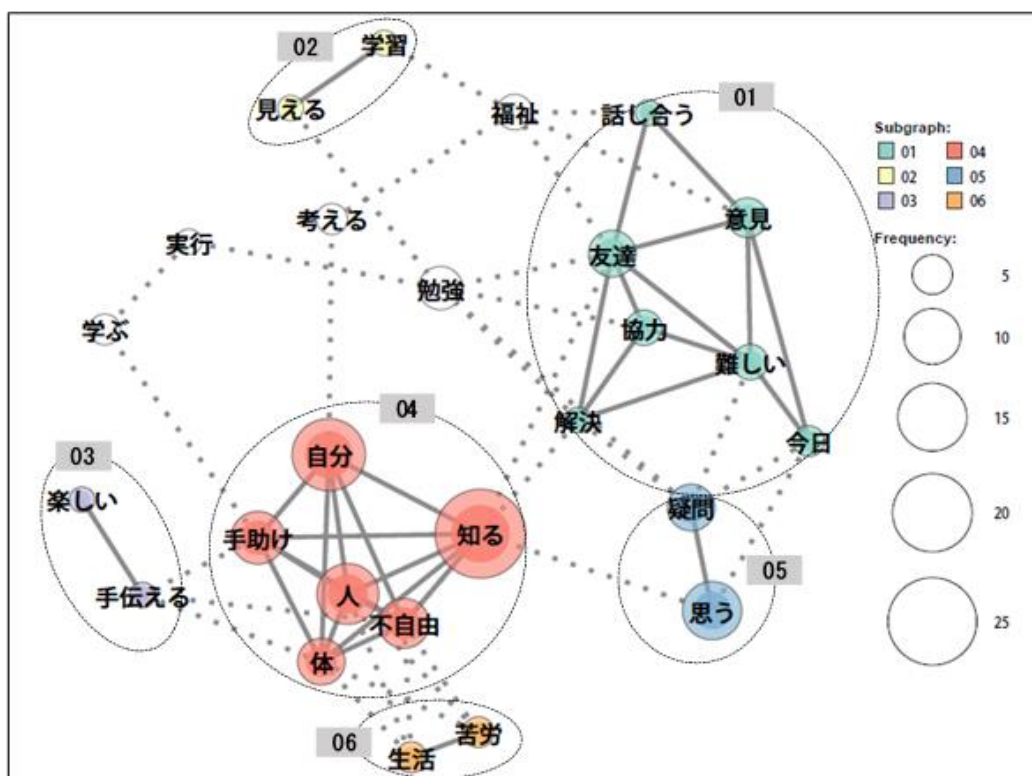 02
学習
見える
福祉
話し合う
01
意見
友達
考える
実行
勉強
協力
難しい
学ぶ
解決
今日
04
自分
03
楽しい
手助け
知る
疑問
05
人
手伝える
不自由
思う
体
06
苦労
生活
Subgraph:
01 04
02 05
03 06
Frequency:
5
10
15
20
25